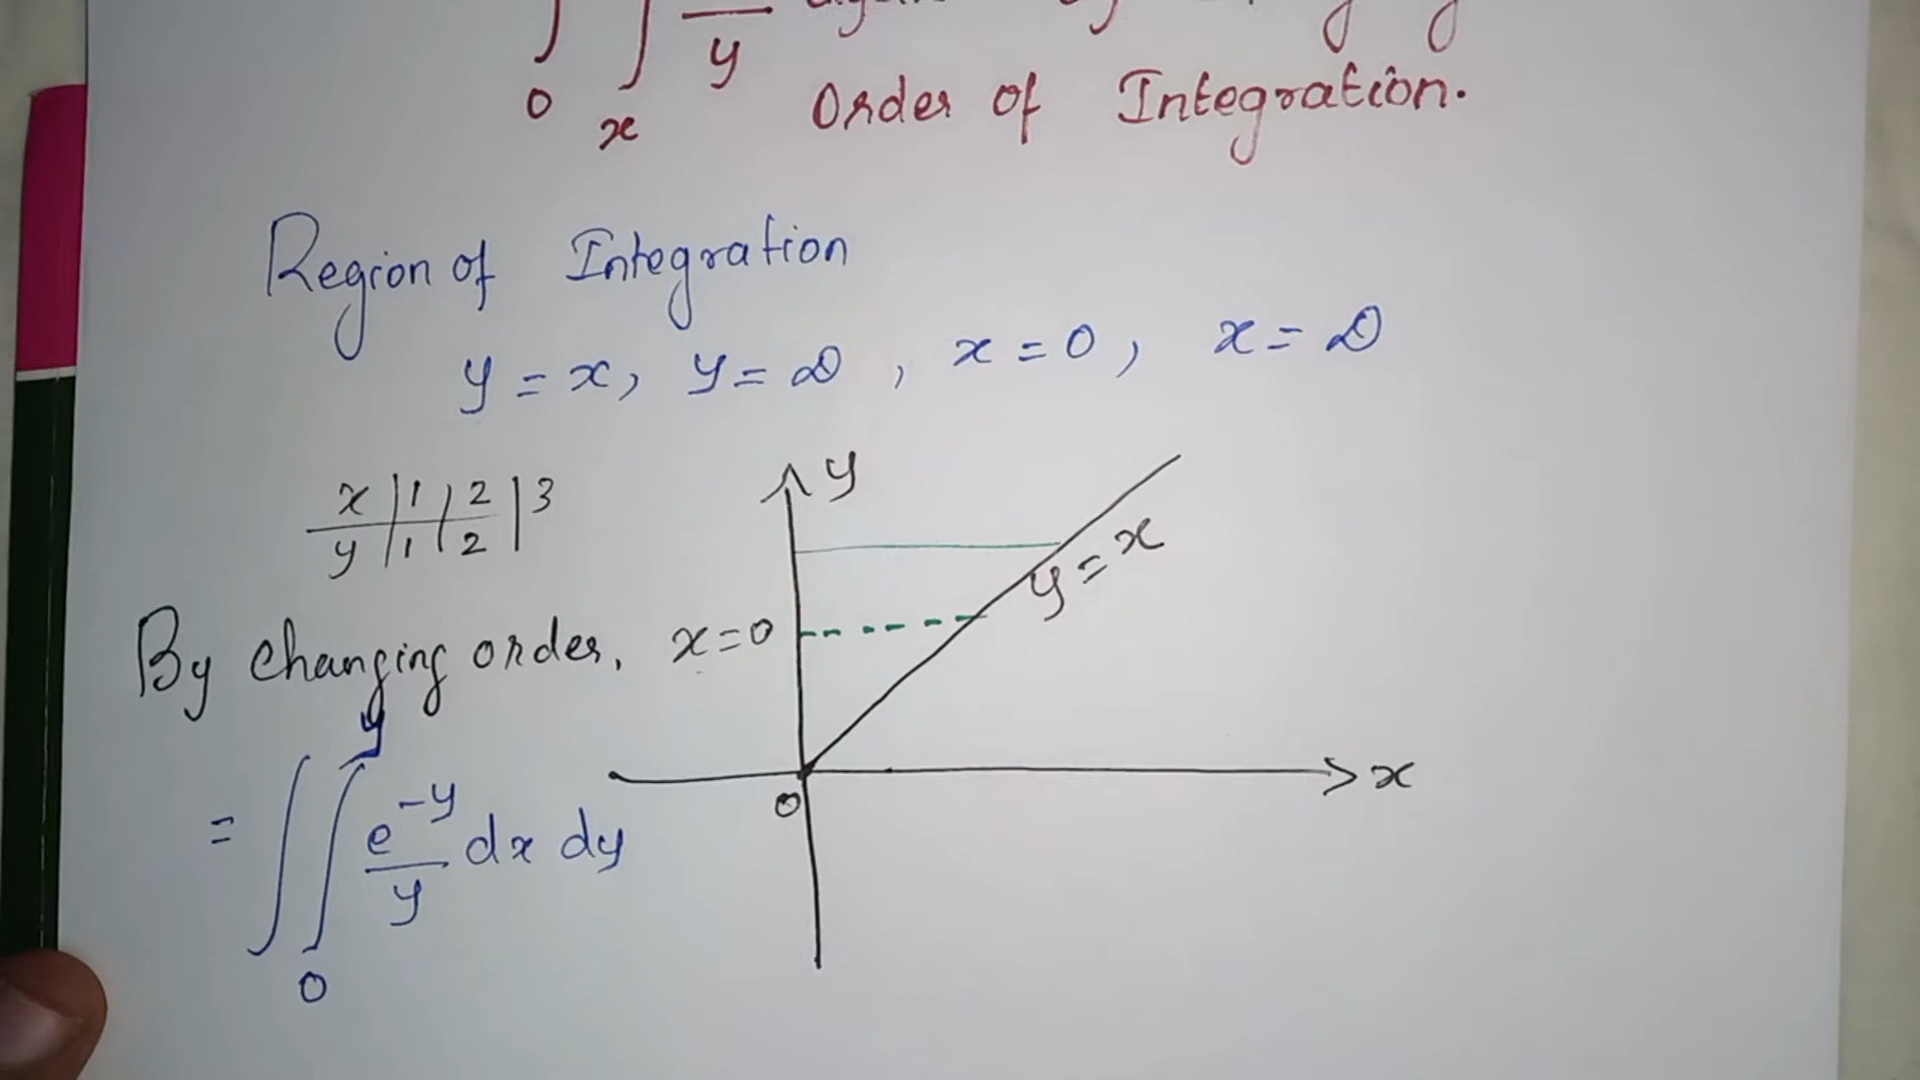 ∫ ∫ — y
0 x Order of Integration.
Region of Integration
y = x, y = ∞, x = 0, x = ∞
x | 1 | 2 | 3
y | 1 | 2 |
y
y = x
By changing order, x=0
= ∫ ∫₀^y e^-y/y dx dy
0
x